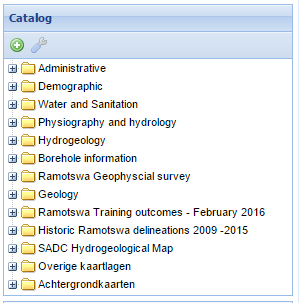 Catalog
Administrative
Demographic
Water and Sanitation
Physiography and hydrology
Hydrogeology
Borehole information
Ramotswa Geophyscial survey
Geology
Ramotswa Training outcomes - February 2016
Historic Ramotswa delineations 2009 -2015
SADC Hydrogeological Map
Overige kaartlagen
Achtergrondkaarten